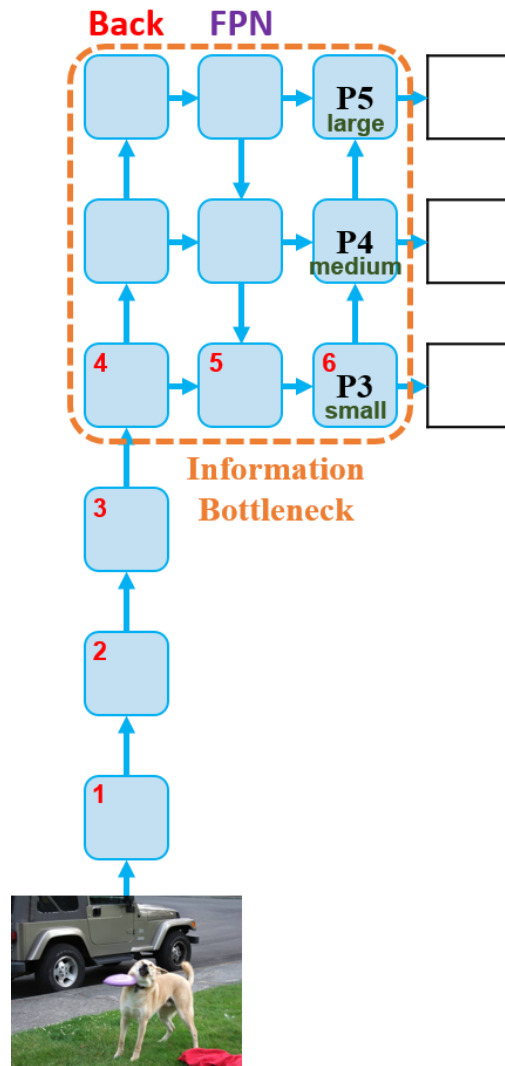 Back FPN
P5
large
P4
medium
4 5 6
P3
small
Information
Bottleneck
3
2
1